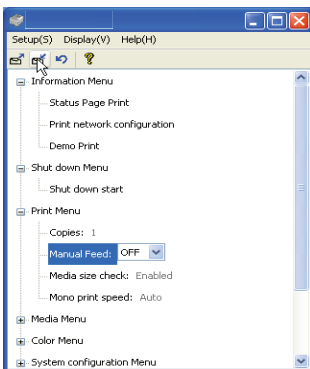 Setup(S) Display(V) Help(H)
Information Menu
Status Page Print
Print network configuration
Demo Print
Shut down Menu
Shut down start
Print Menu
Copies: 1
Manual Feed: OFF
Media size check: Enabled
Mono print speed: Auto
Media Menu
Color Menu
System configuration Menu